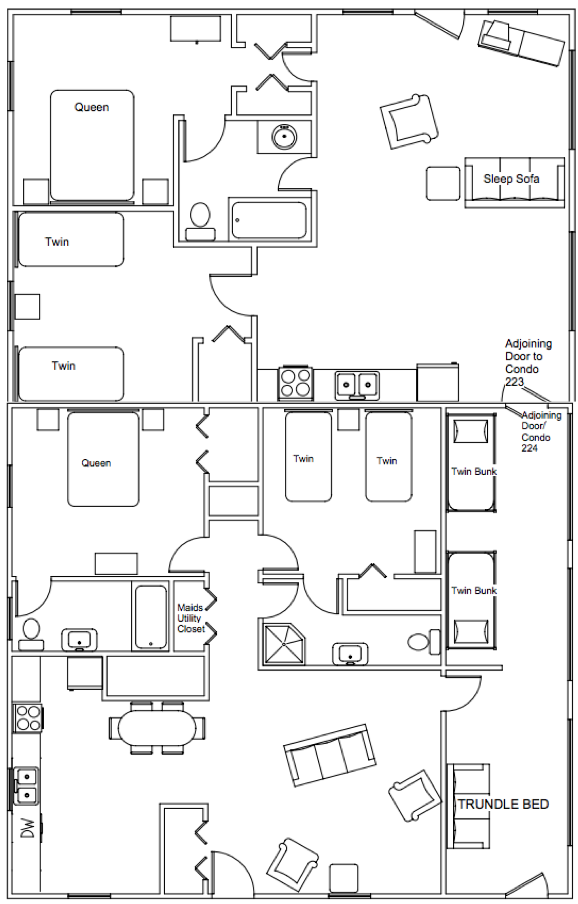 Queen
Sleep Sofa
Twin
Twin
Adjoining
Door to
Condo
223
Adjoining
Door/
Condo
224
Queen
Twin
Twin
Twin Bunk
Twin Bunk
Maids
Utility
Closet
TRUNDLE BED
DW